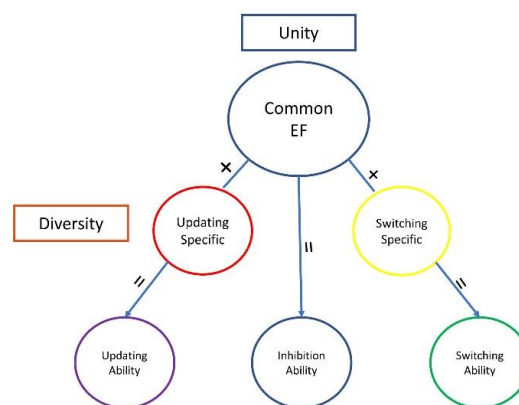 Unity
Common
EF
+
+
Diversity
Updating
Specific
Switching
Specific
=
=
=
Updating
Ability
Inhibition
Ability
Switching
Ability